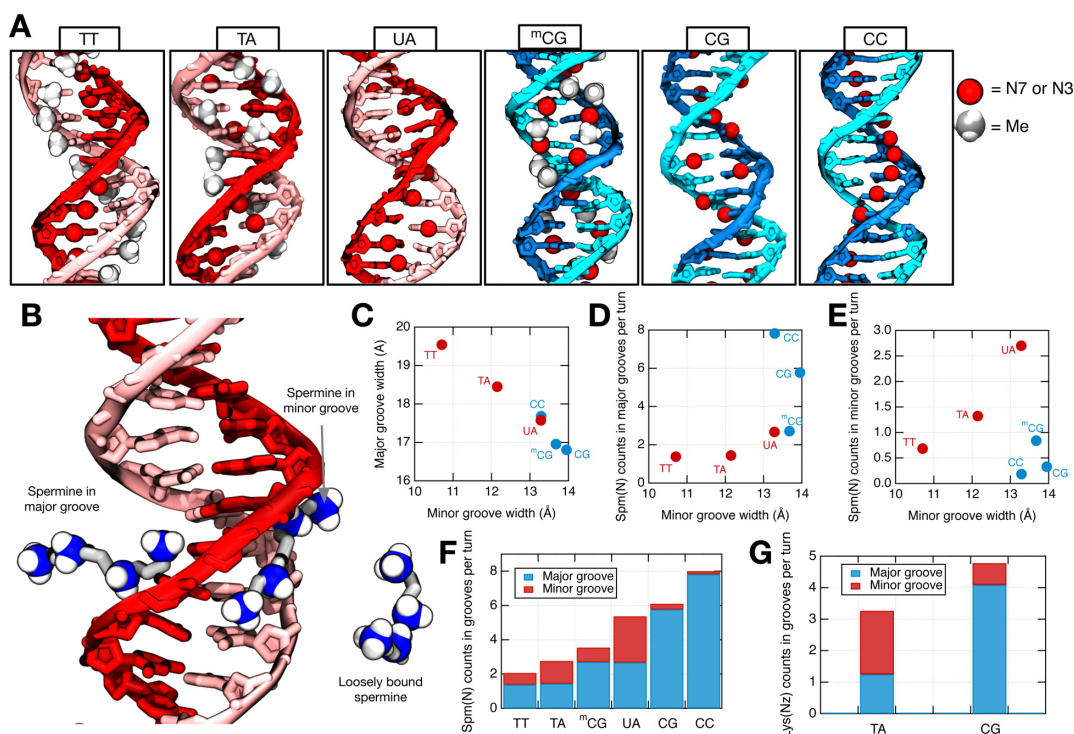 A
TT
TA
UA
mCG
CG
CC
= N7 or N3
= Me
B
Spermine in
minor groove
Spermine in
major groove
Loosely bound
spermine
C
Major groove width (Å)
20
19
18
17
16
TT
TA
CC
UA
mCG
CG
10 11 12 13 14
Minor groove width (Å)
D
Spm(N) counts in major grooves per turn
8
6
4
2
0
CC
CG
mCG
UA
TT
TA
10 11 12 13 14
Minor groove width (Å)
E
Spm(N) counts in minor grooves per turn
3.0
2.5
2.0
1.5
1.0
0.5
0.0
UA
TA
TT
mCG
CC
CG
10 11 12 13 14
Minor groove width (Å)
F
Spm(N) counts in grooves per turn
8
6
4
2
0
Major groove
Minor groove
TT TA mCG UA CG CC
G
-ys(Nz) counts in grooves per turn
5
4
3
2
1
0
Major groove
Minor groove
TA CG